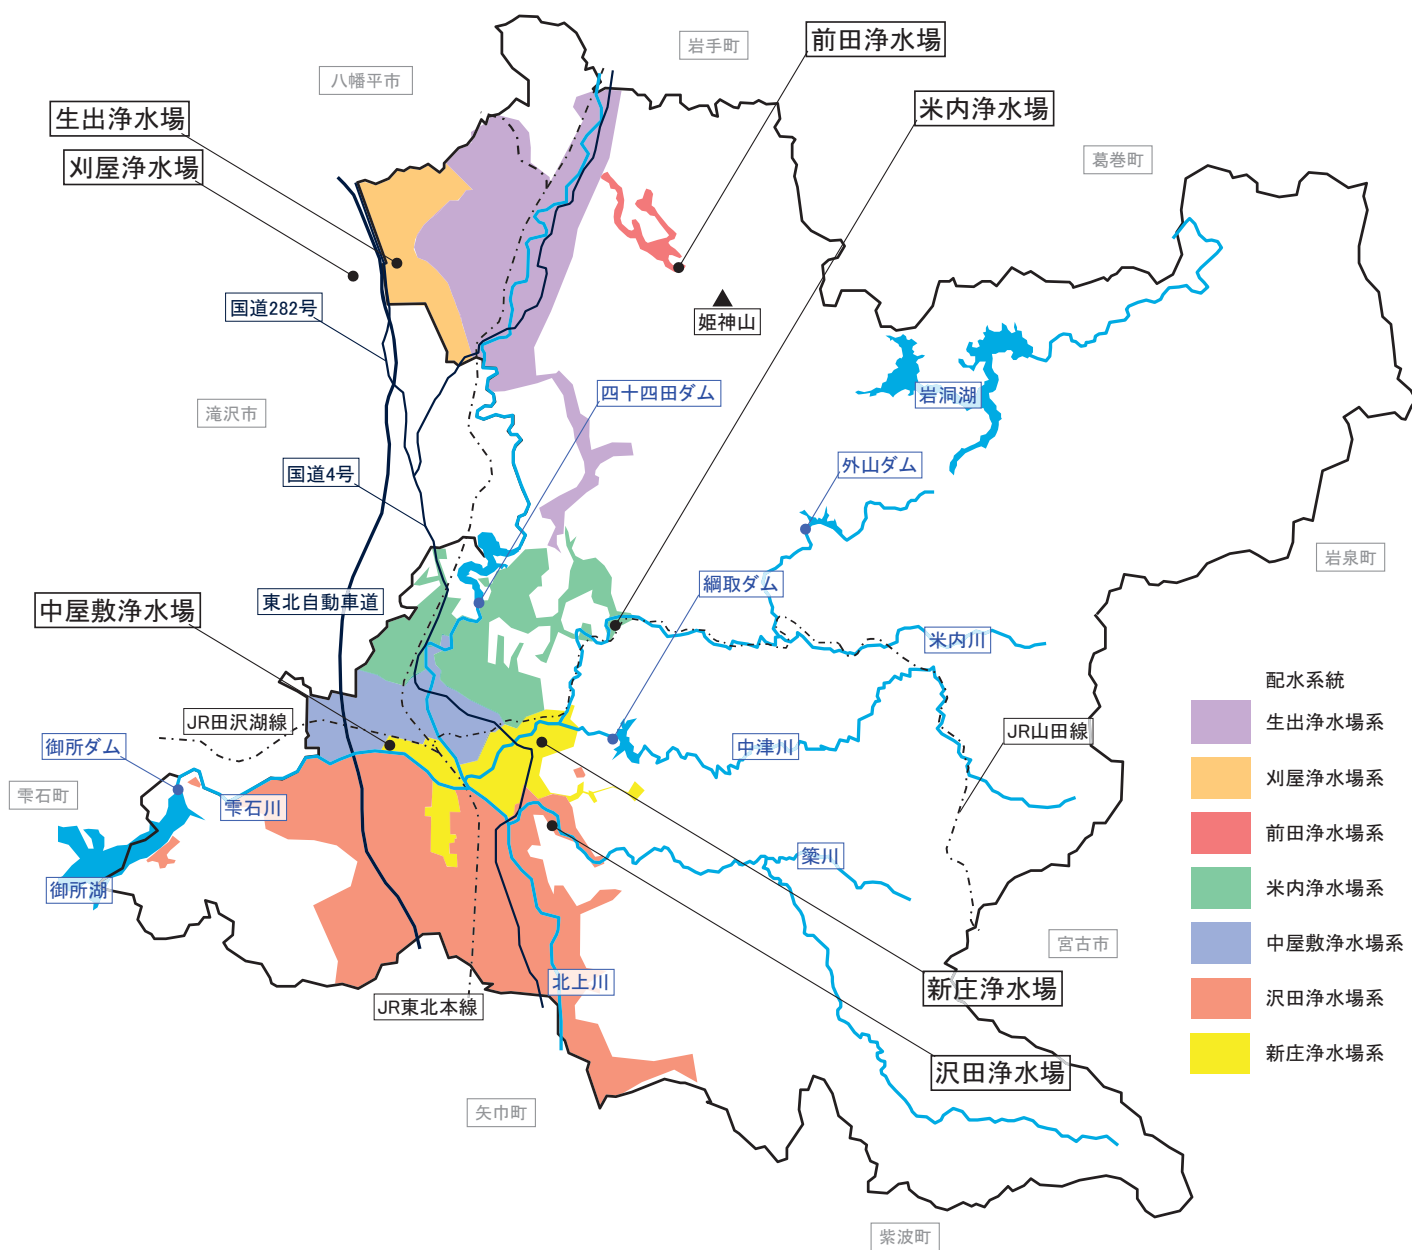 前田浄水場
岩手町
八幡平市
米内浄水場
生出浄水場
刈屋浄水場
葛巻町
国道282号
姫神山
四十四田ダム
岩洞湖
滝沢市
国道4号
外山ダム
岩泉町
綱取ダム
東北自動車道
中屋敷浄水場
米内川
配水系統
生出浄水場系
刈屋浄水場系
前田浄水場系
米内浄水場系
中屋敷浄水場系
沢田浄水場系
新庄浄水場系
JR田沢湖線
JR山田線
御所ダム
中津川
雫石町
雫石川
簗川
御所湖
宮古市
北上川
新庄浄水場
JR東北本線
沢田浄水場
矢巾町
紫波町